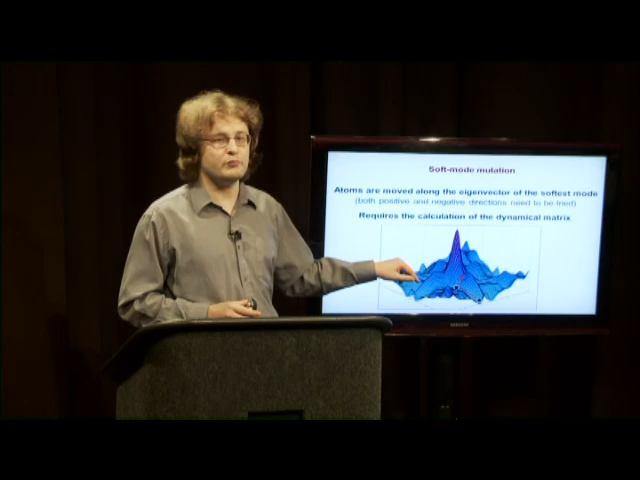 Soft-mode mutation
Atoms are moved along the eigenvector of the softest mode
(both positive and negative directions need to be tried)
Requires the calculation of the dynamical matrix
SAMSUNG